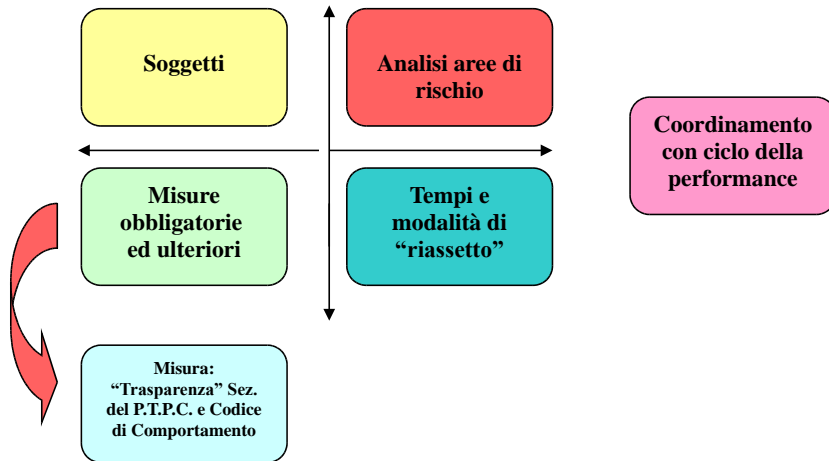 Soggetti
Analisi aree di
rischio
Coordinamento
con ciclo della
performance
Misure
obbligatorie
ed ulteriori
Tempi e
modalità di
“riassetto”
Misura:
“Trasparenza” Sez.
del P.T.P.C. e Codice
di Comportamento